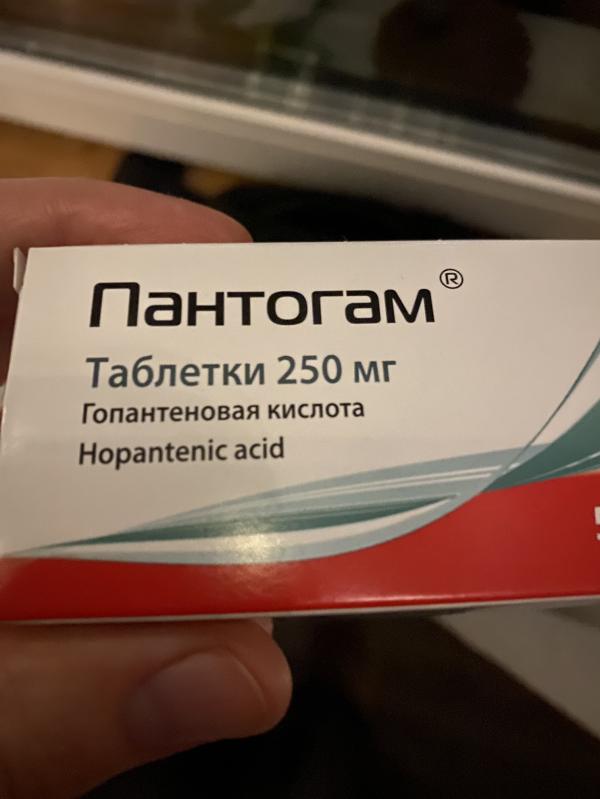 Пантогам®
Таблетки 250 мг
Гопантеновая кислота
Hopantenic acid